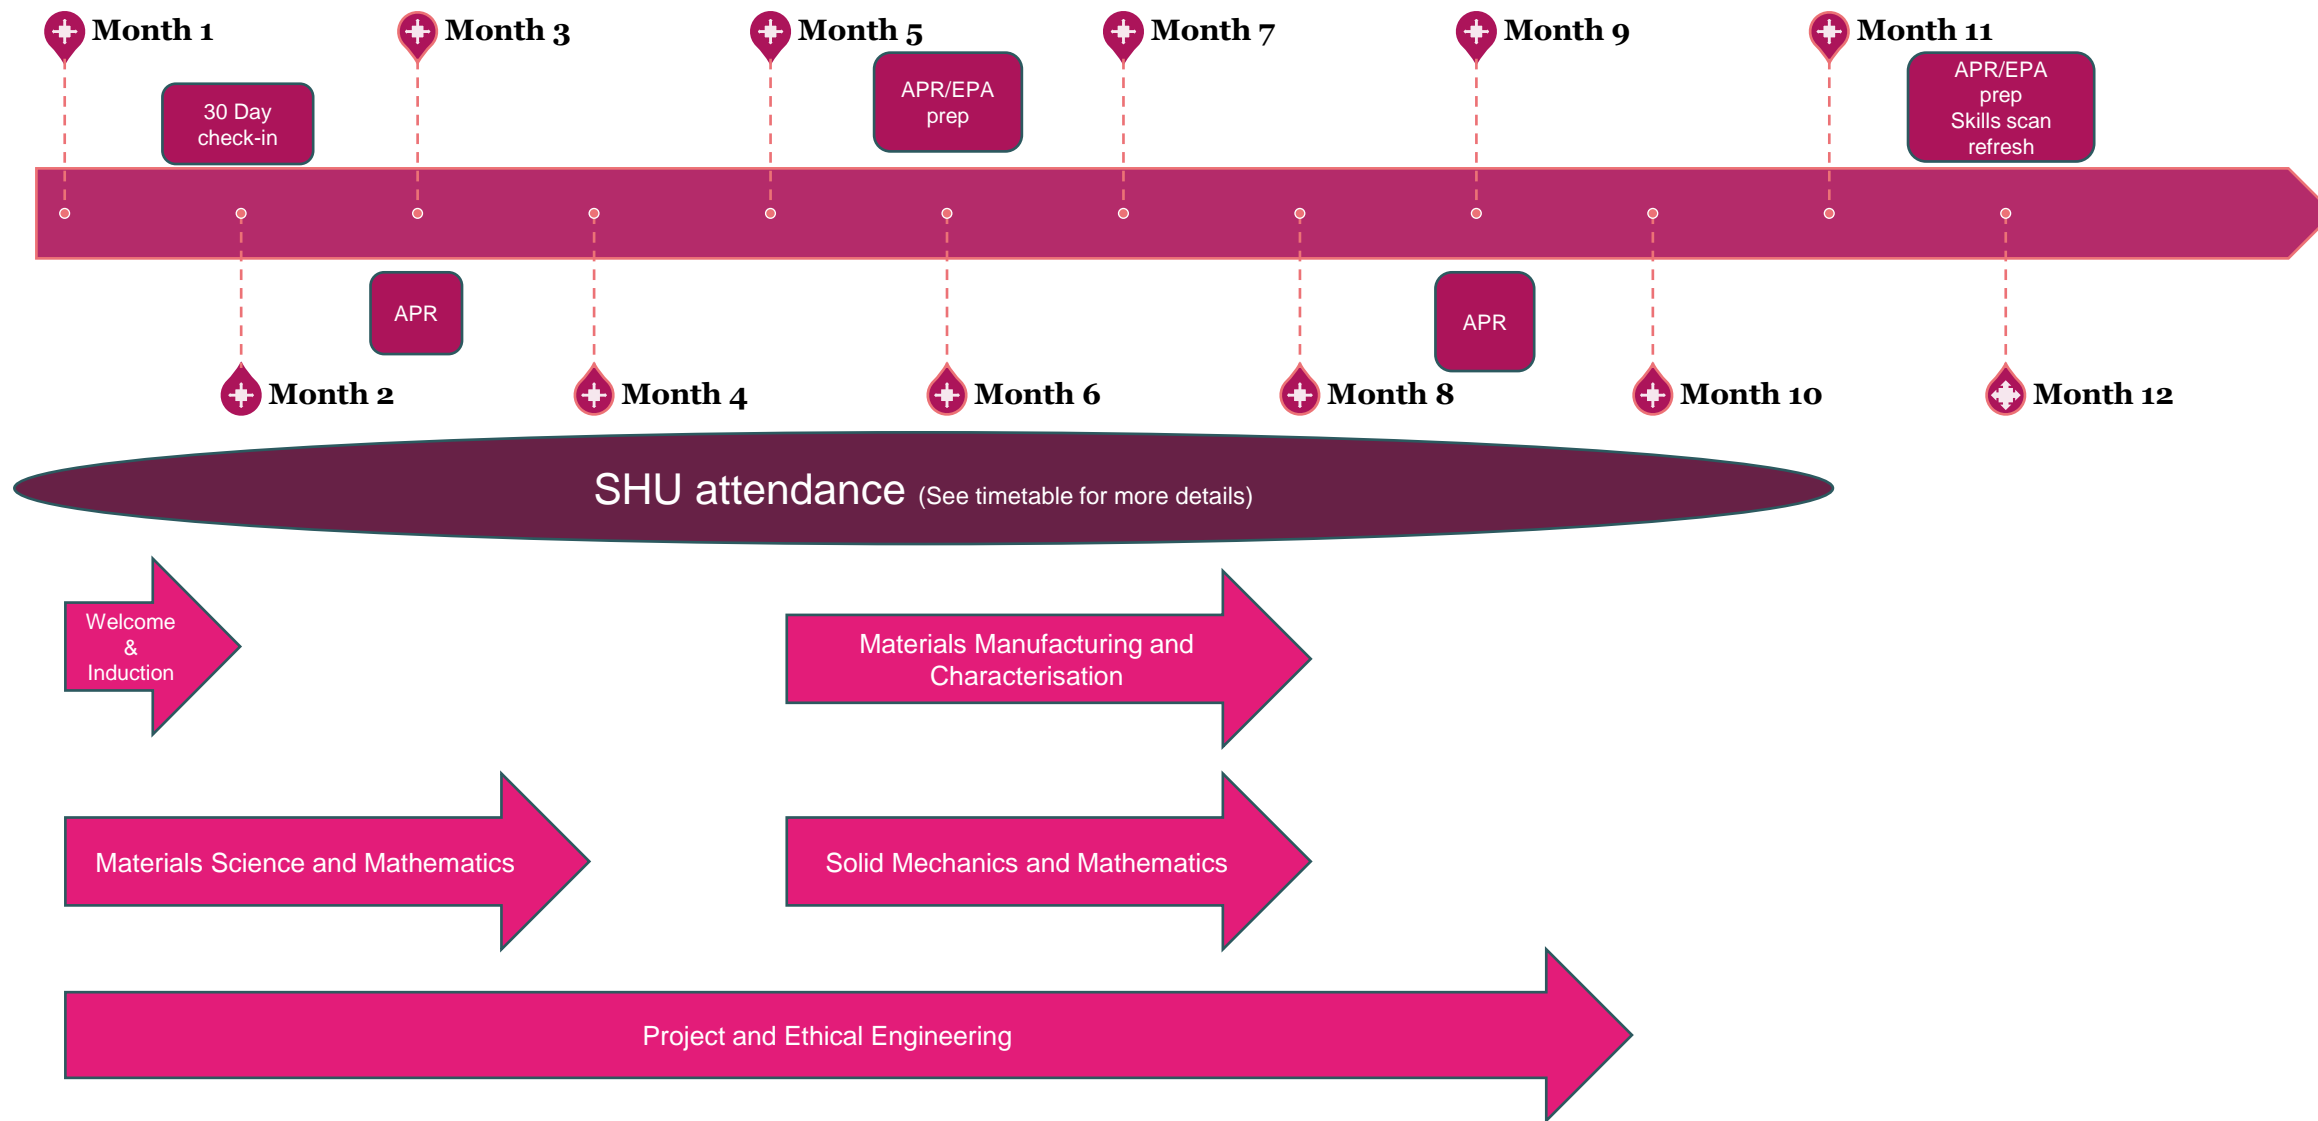 Month 1
Month 3
Month 5
Month 7
Month 9
Month 11
30 Day
check-in
APR/EPA
prep
APR/EPA
prep
Skills scan
refresh
APR
APR
Month 2
Month 4
Month 6
Month 8
Month 10
Month 12
SHU attendance (See timetable for more details)
Welcome
&
Induction
Materials Manufacturing and
Characterisation
Materials Science and Mathematics
Solid Mechanics and Mathematics
Project and Ethical Engineering